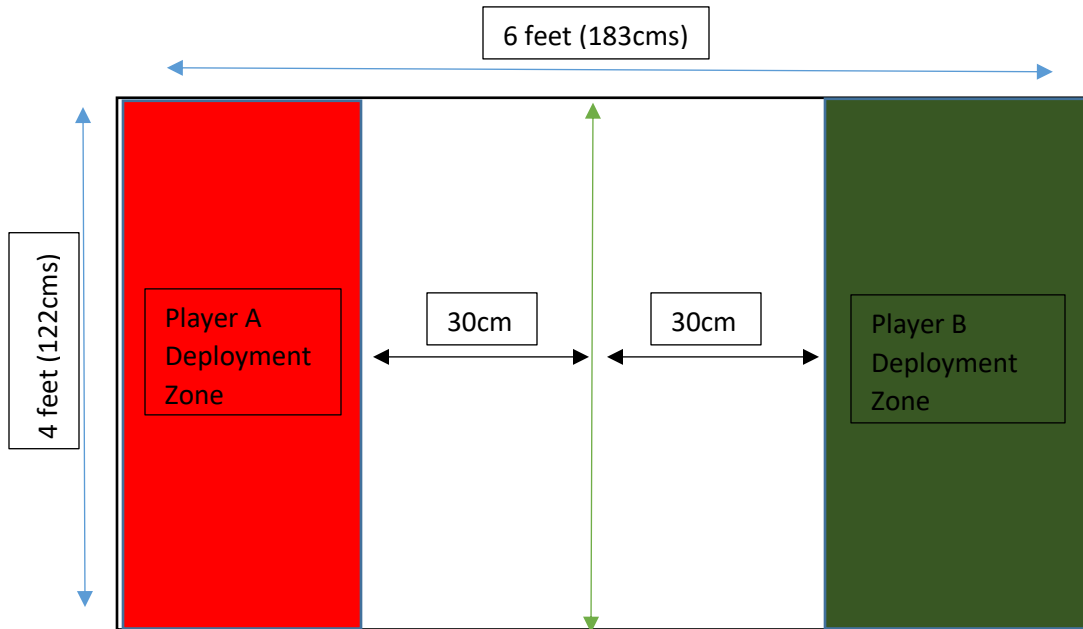 6 feet (183cms)
4 feet (122cms)
Player A
Deployment
Zone
30cm
30cm
Player B
Deployment
Zone